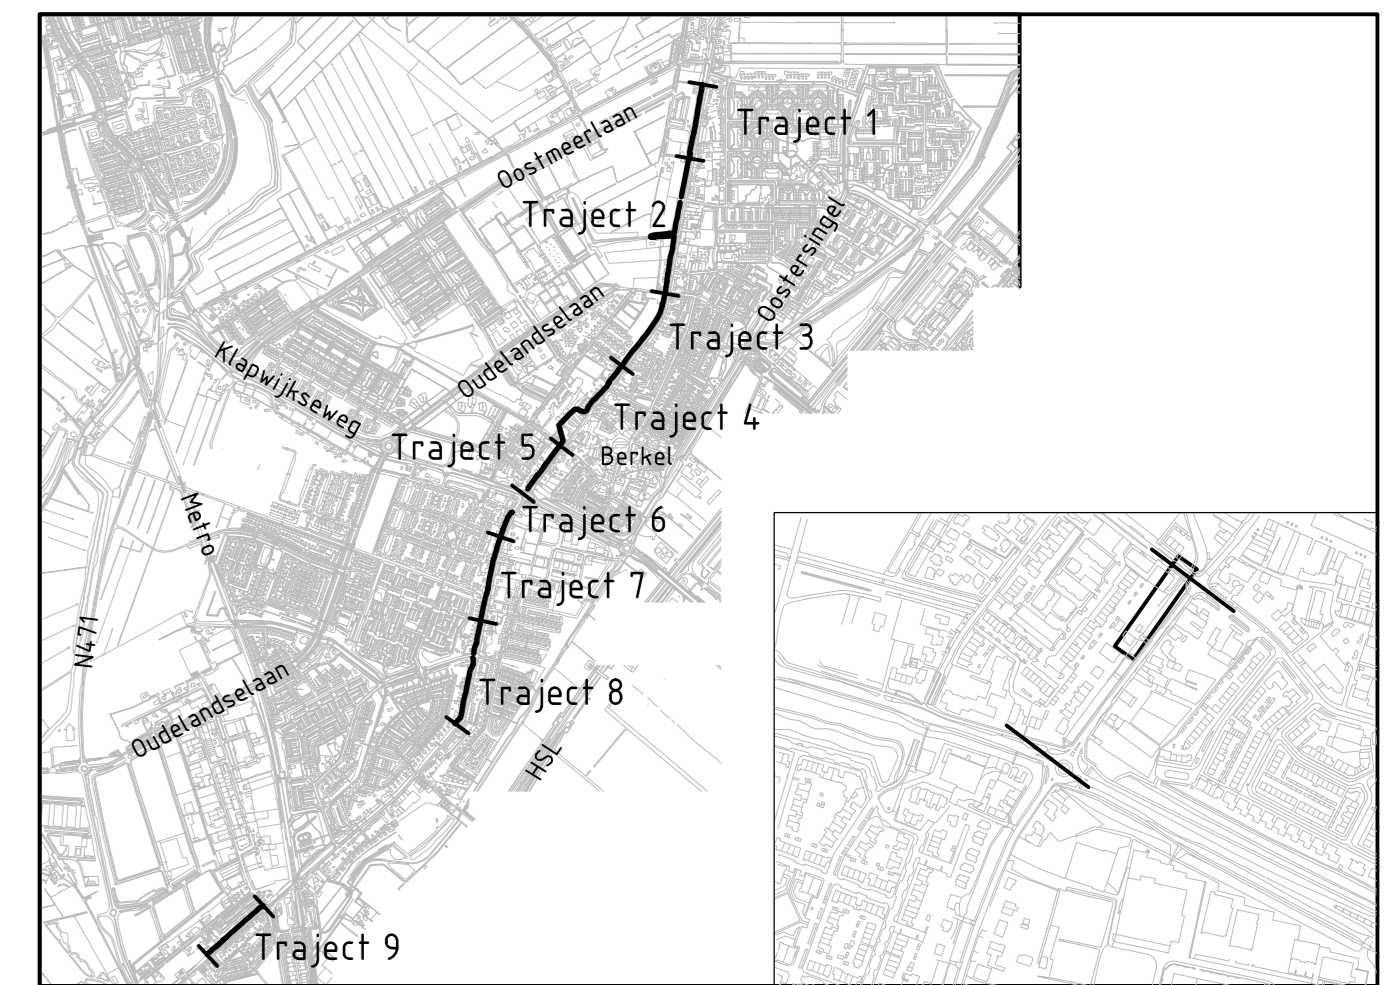 Traject 1
Oostmeerlaan
Traject 2
Oostersingel
Oudelandselaan
Traject 3
Klapwijkseweg
Traject 4
Traject 5
Berkel
Metro
Traject 6
Traject 7
N471
Oudelandselaan
Traject 8
HSL
Traject 9